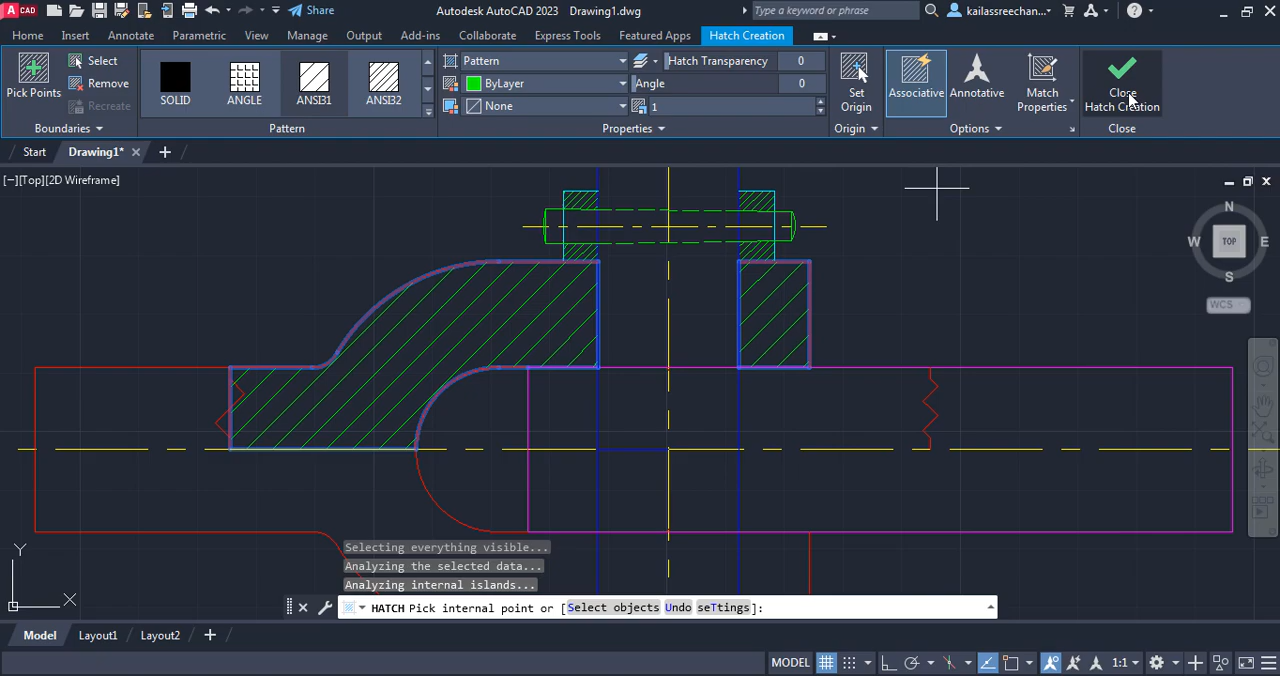 CAD Share Autodesk AutoCAD 2023 Drawing1.dwg Type a keyword or phrase kailassreechan... ?
Home Insert Annotate Parametric View Manage Output Add-ins Collaborate Express Tools Featured Apps Hatch Creation
Pick Points Select Remove Recreate
Boundaries
SOLID ANGLE ANSI31 ANSI32
Pattern
Pattern Hatch Transparency 0
ByLayer Angle 0
None 1
Properties
Set Origin
Origin
Associative Annotative Match Properties
Options
Close Hatch Creation
Close
Start Drawing1* +
[−][Top][2D Wireframe]
N
W TOP E
S
WCS
Y
X
Selecting everything visible...
Analyzing the selected data...
Analyzing internal islands...
HATCH Pick internal point or [Select objects Undo seTtings]:
Model Layout1 Layout2 +
MODEL 1:1